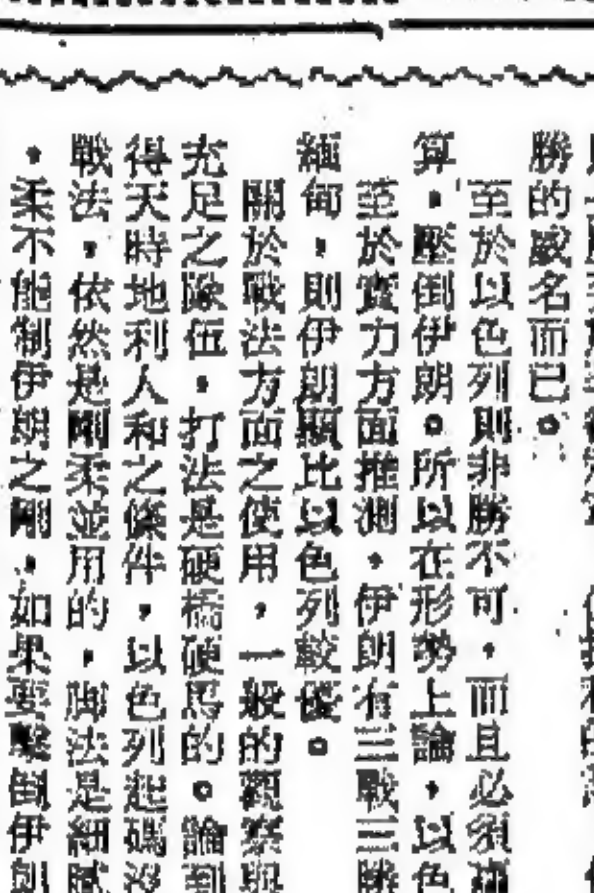 勝的威名而已。
至於以色列則非勝不可，而且必須
算，壓倒伊朗。所以在形勢上論，以色
至於實力方面推測，伊朗有三戰三勝
緬甸，則伊朗顯比以色列較優。
關於戰法方面之使用，一般的觀察
充足之隊伍，打法是硬橋硬馬的。論到
得天時地利人和之條件，以色列起碼沒
戰法，依然是剛柔並用的，脚法是細膩
，柔不能制伊朗之剛，如果要擊倒伊朗